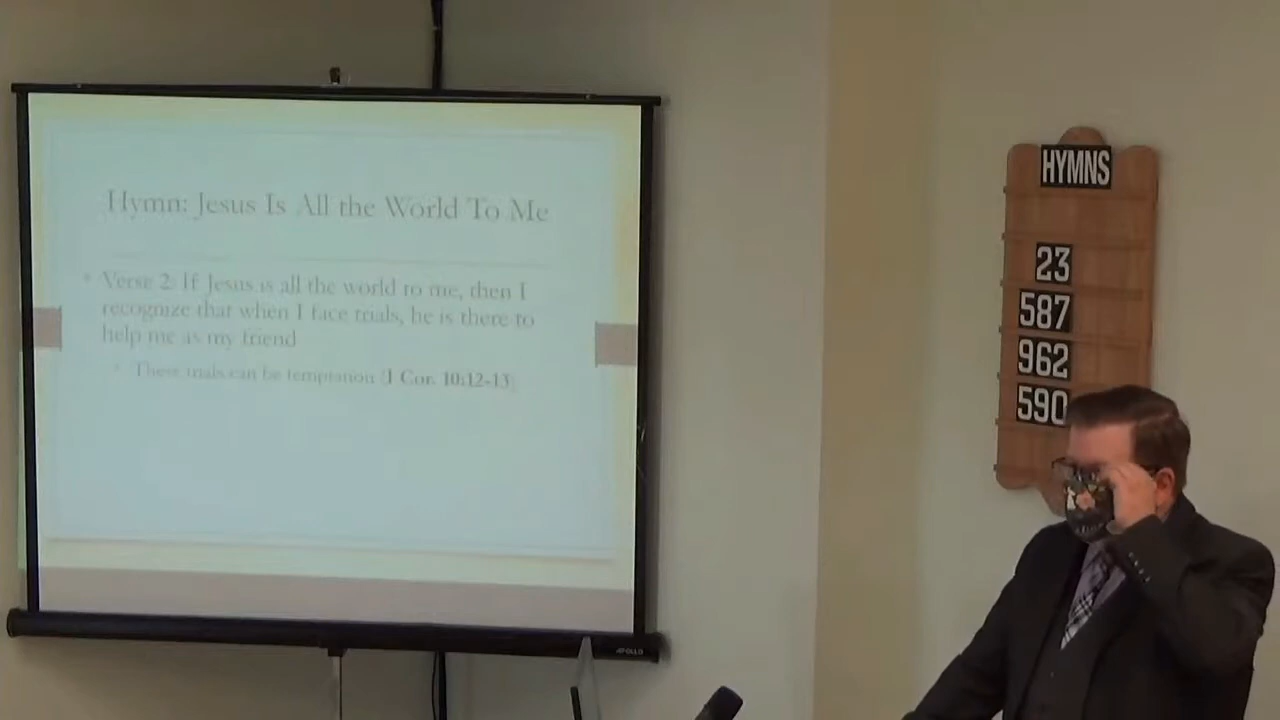 Hymn: Jesus Is All the World To Me
Verse 2: If Jesus is all the world to me, then I
recognize that when I face trials, he is there to
help me as my friend
These trials can be temptation (1 Cor. 10:12-13)
APOLLO
HYMNS
23
587
962
590